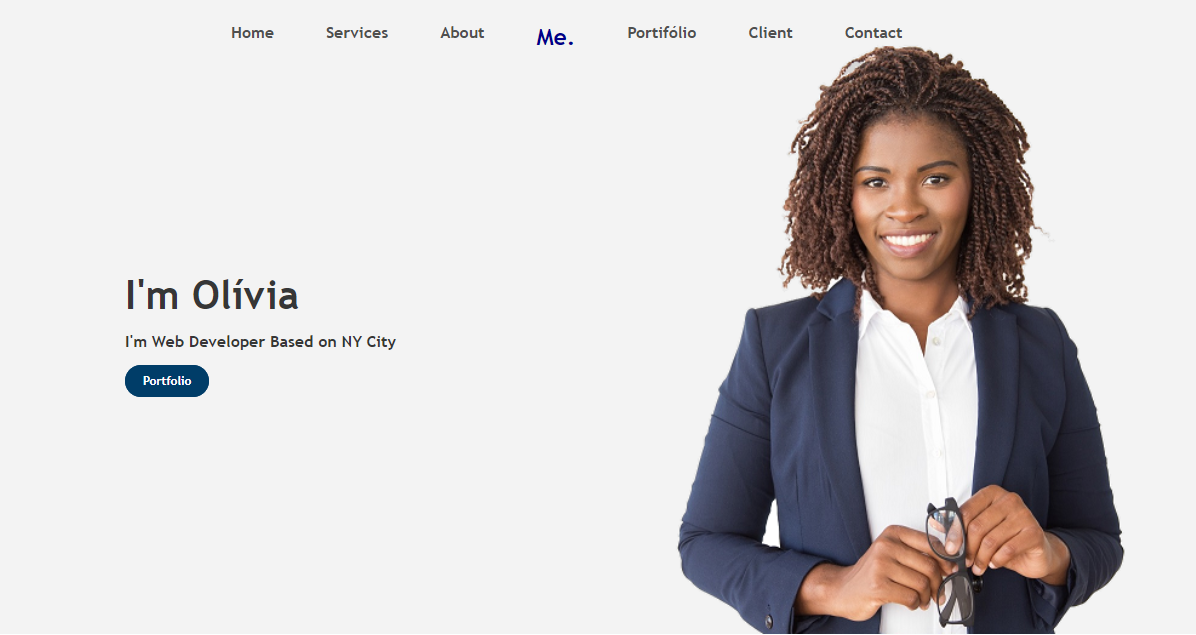 Home Services About Me. Portifólio Client Contact
I'm Olívia
I'm Web Developer Based on NY City
Portfolio